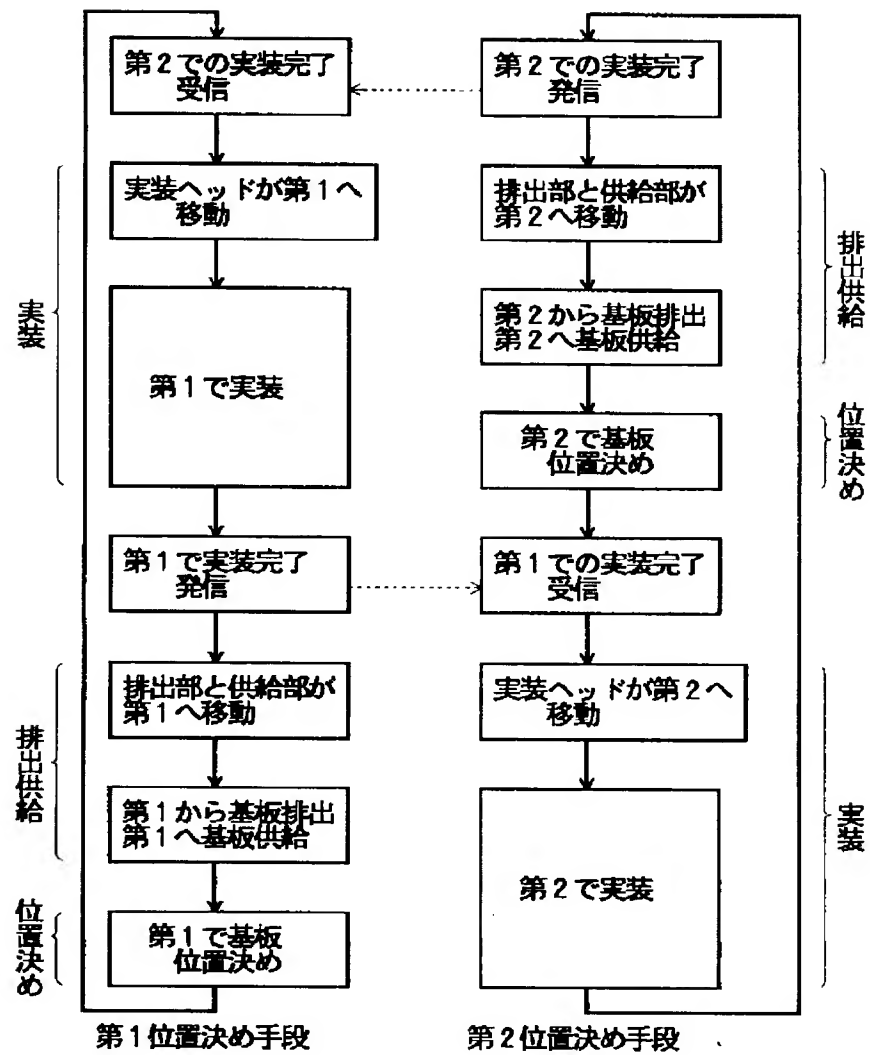 第2での実装完了
受信
実装ヘッドが第1へ
移動
第1で実装
実装
第1で実装完了
発信
排出部と供給部が
第1へ移動
第1から基板排出
第1へ基板供給
排出供給
第1で基板
位置決め
位置決め
第1位置決め手段
第2での実装完了
発信
排出部と供給部が
第2へ移動
第2から基板排出
第2へ基板供給
排出供給
第2で基板
位置決め
位置決め
第1での実装完了
受信
実装ヘッドが第2へ
移動
第2で実装
実装
第2位置決め手段